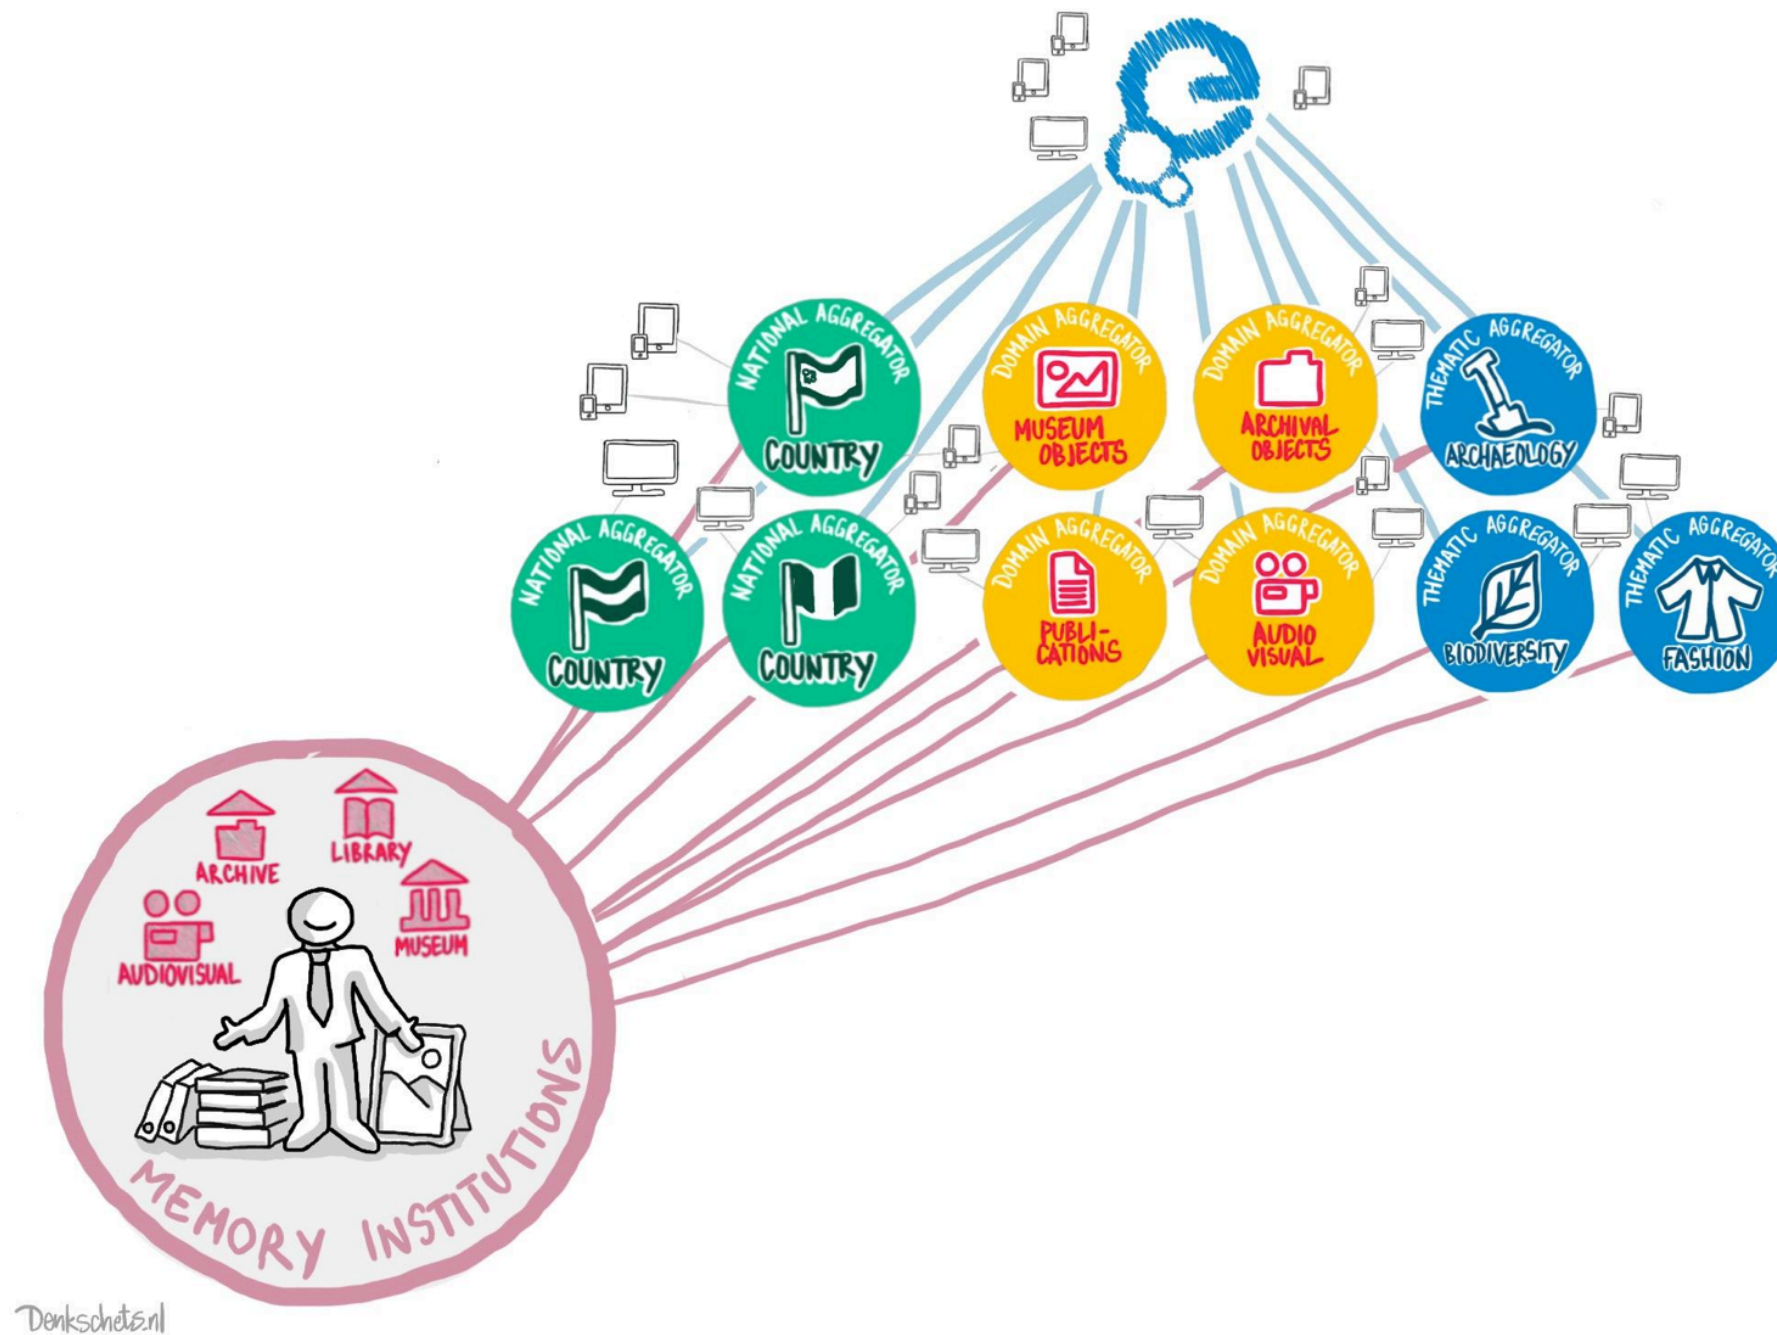 NATIONAL AGGREGATOR
COUNTRY
DOMAIN AGGREGATOR
MUSEUM
OBJECTS
DOMAIN AGGREGATOR
ARCHIVAL
OBJECTS
THEMATIC AGGREGATOR
ARCHAEOLOGY
NATIONAL AGGREGATOR
COUNTRY
NATIONAL AGGREGATOR
COUNTRY
DOMAIN AGGREGATOR
PUBLI-
CATIONS
DOMAIN AGGREGATOR
AUDIO
VISUAL
THEMATIC AGGREGATOR
BIODIVERSITY
THEMATIC AGGREGATOR
FASHION
LIBRARY
ARCHIVE
MUSEUM
AUDIOVISUAL
MEMORY INSTITUTIONS
Denkschets.nl